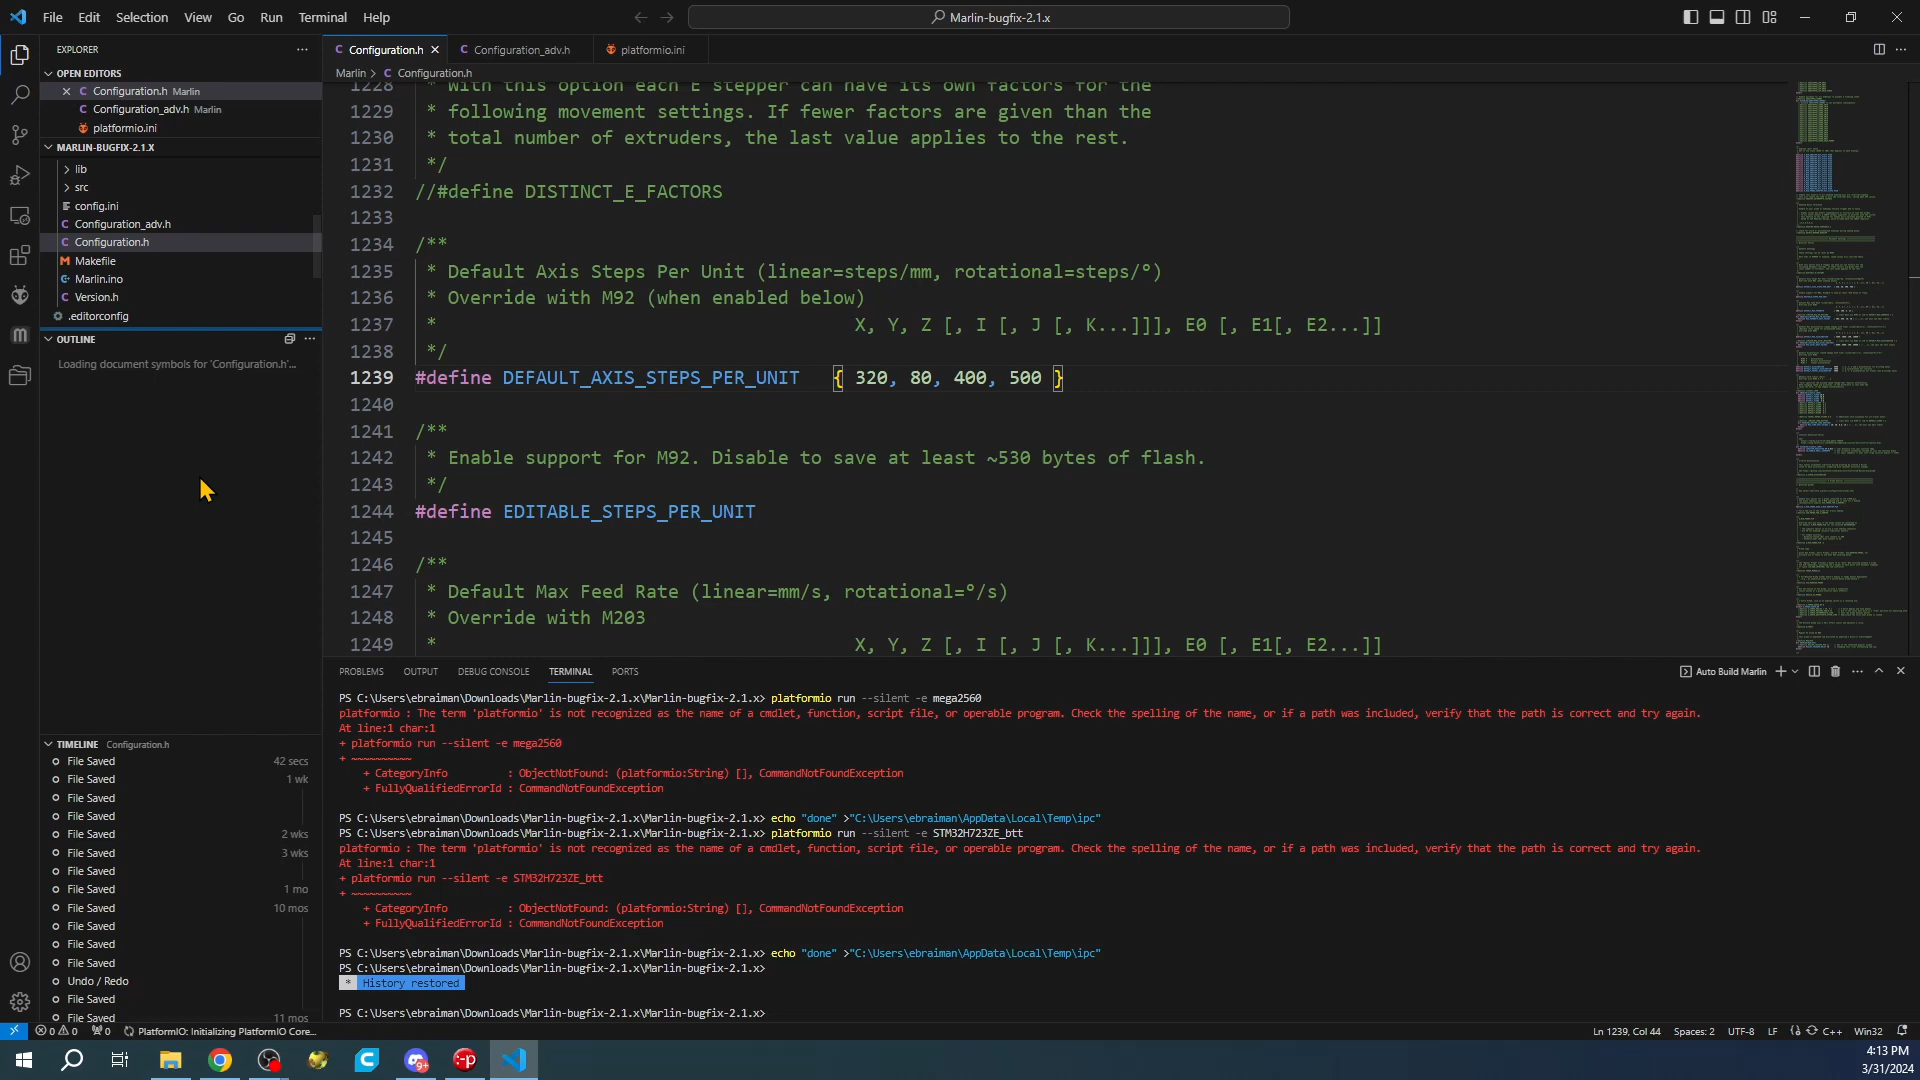 File Edit Selection View Go Run Terminal Help
Marlin-bugfix-2.1.x
EXPLORER
OPEN EDITORS
Configuration.h Marlin
Configuration_adv.h Marlin
platformio.ini
MARLIN-BUGFIX-2.1.X
lib
src
config.ini
Configuration_adv.h
Configuration.h
Makefile
Marlin.ino
Version.h
.editorconfig
OUTLINE
Loading document symbols for 'Configuration.h'...
TIMELINE Configuration.h
File Saved 42 secs
File Saved 1 wk
File Saved
File Saved
File Saved 2 wks
File Saved 3 wks
File Saved
File Saved 1 mo
File Saved 10 mos
File Saved
File Saved
File Saved
Undo / Redo
File Saved
File Saved 11 mos
Configuration.h Configuration_adv.h platformio.ini
Marlin > C Configuration.h
1228 * With this option each E stepper can have its own factors for the
1229 * following movement settings. If fewer factors are given than the
1230 * total number of extruders, the last value applies to the rest.
1231 */
1232 //#define DISTINCT_E_FACTORS
1233
1234 /**
1235 * Default Axis Steps Per Unit (linear=steps/mm, rotational=steps/°)
1236 * Override with M92 (when enabled below)
1237 * X, Y, Z [, I [, J [, K...]]], E0 [, E1[, E2...]]
1238 */
1239 #define DEFAULT_AXIS_STEPS_PER_UNIT { 320, 80, 400, 500 }
1240
1241 /**
1242 * Enable support for M92. Disable to save at least ~530 bytes of flash.
1243 */
1244 #define EDITABLE_STEPS_PER_UNIT
1245
1246 /**
1247 * Default Max Feed Rate (linear=mm/s, rotational=°/s)
1248 * Override with M203
1249 * X, Y, Z [, I [, J [, K...]]], E0 [, E1[, E2...]]
PROBLEMS OUTPUT DEBUG CONSOLE TERMINAL PORTS
Auto Build Marlin
PS C:\Users\ebraiman\Downloads\Marlin-bugfix-2.1.x\Marlin-bugfix-2.1.x> platformio run --silent -e mega2560
platformio : The term 'platformio' is not recognized as the name of a cmdlet, function, script file, or operable program. Check the spelling of the name, or if a path was included, verify that the path is correct and try again.
At line:1 char:1
+ platformio run --silent -e mega2560
+ ~~~~~~~~~~
+ CategoryInfo : ObjectNotFound: (platformio:String) [], CommandNotFoundException
+ FullyQualifiedErrorId : CommandNotFoundException
PS C:\Users\ebraiman\Downloads\Marlin-bugfix-2.1.x\Marlin-bugfix-2.1.x> echo "done" >"C:\Users\ebraiman\AppData\Local\Temp\ipc"
PS C:\Users\ebraiman\Downloads\Marlin-bugfix-2.1.x\Marlin-bugfix-2.1.x> platformio run --silent -e STM32H723ZE_btt
platformio : The term 'platformio' is not recognized as the name of a cmdlet, function, script file, or operable program. Check the spelling of the name, or if a path was included, verify that the path is correct and try again.
At line:1 char:1
+ platformio run --silent -e STM32H723ZE_btt
+ ~~~~~~~~~~
+ CategoryInfo : ObjectNotFound: (platformio:String) [], CommandNotFoundException
+ FullyQualifiedErrorId : CommandNotFoundException
PS C:\Users\ebraiman\Downloads\Marlin-bugfix-2.1.x\Marlin-bugfix-2.1.x> echo "done" >"C:\Users\ebraiman\AppData\Local\Temp\ipc"
PS C:\Users\ebraiman\Downloads\Marlin-bugfix-2.1.x\Marlin-bugfix-2.1.x>
* History restored
PS C:\Users\ebraiman\Downloads\Marlin-bugfix-2.1.x\Marlin-bugfix-2.1.x>
0 0 0 PlatformIO: Initializing PlatformIO Core... Ln 1239, Col 44 Spaces: 2 UTF-8 LF C++ Win32
4:13 PM
3/31/2024